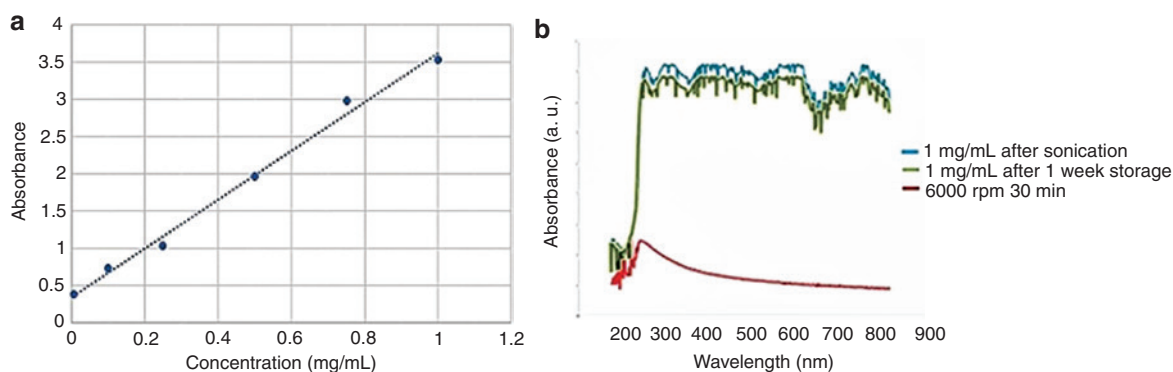 a
4
3.5
3
2.5
2
1.5
1
0.5
0
Absorbance
0 0.2 0.4 0.6 0.8 1 1.2
Concentration (mg/mL)
b
Absorbance (a. u.)
200 300 400 500 600 700 800 900
Wavelength (nm)
1 mg/mL after sonication
1 mg/mL after 1 week storage
6000 rpm 30 min